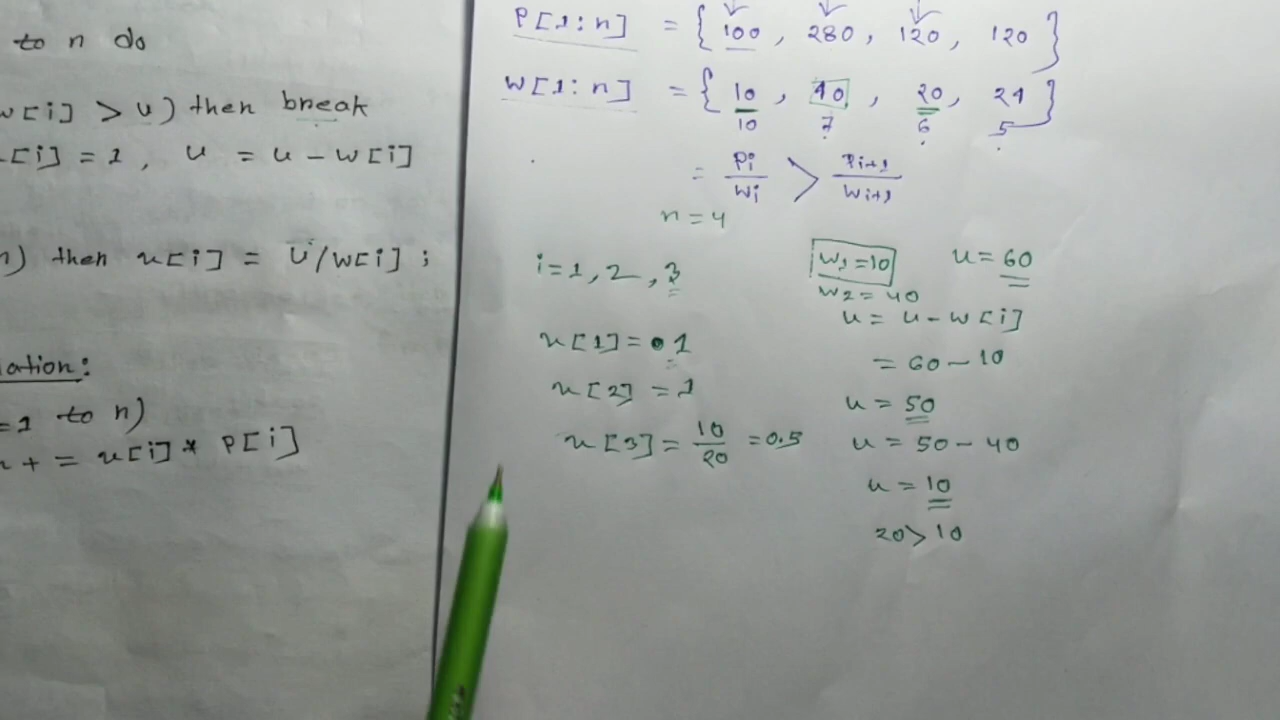 to n do
w[i] > u) then break
[i] = 1, u = u - w[i]
n) then x[i] = U/w[i] ;
ation:
=1 to n)
+ = x[i] * P[i]
P[1:n] = { 100, 280, 120, 120 }
W[1:n] = { 10, 40, 20, 24 }
10 7 6 5
= Pi/Wi > Pi+1/Wi+1
n = 4
i = 1, 2, 3
x[1] = 1
x[2] = 1
x[3] = 10/20 = 0.5
w1 = 10 u = 60
w2 = 40
u = u - w[i]
= 60 - 10
u = 50
u = 50 - 40
u = 10
20 > 10